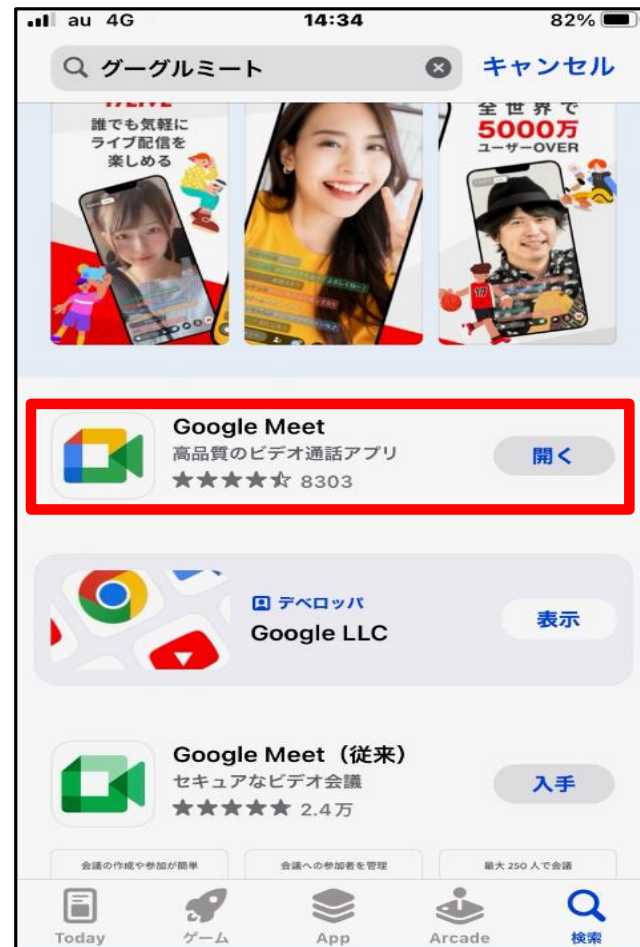 au 4G
14:34
82%
グーグルミート
キャンセル
17LIVE
誰でも気軽に
ライブ配信を
楽しめる
全世界で
5000万
ユーザーOVER
17
Google Meet
高品質のビデオ通話アプリ
★★★★☆ 8303
開く
デベロッパ
Google LLC
表示
Google Meet（従来）
セキュアなビデオ会議
★★★★★ 2.4万
入手
会議の作成や参加が簡単
会議への参加者を管理
最大 250 人で会議
Today
ゲーム
App
Arcade
検索